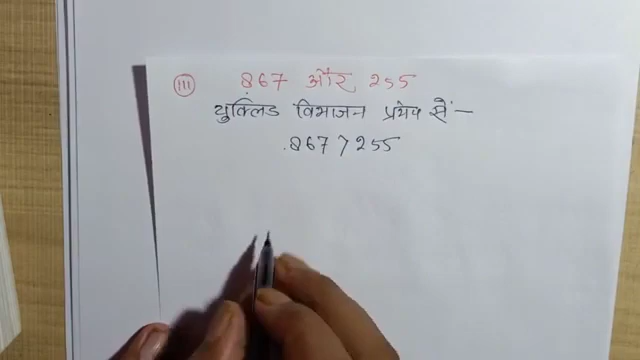 (iii) 867 और 255
युक्लिड विभाजन प्रमेय सें -
867 > 255